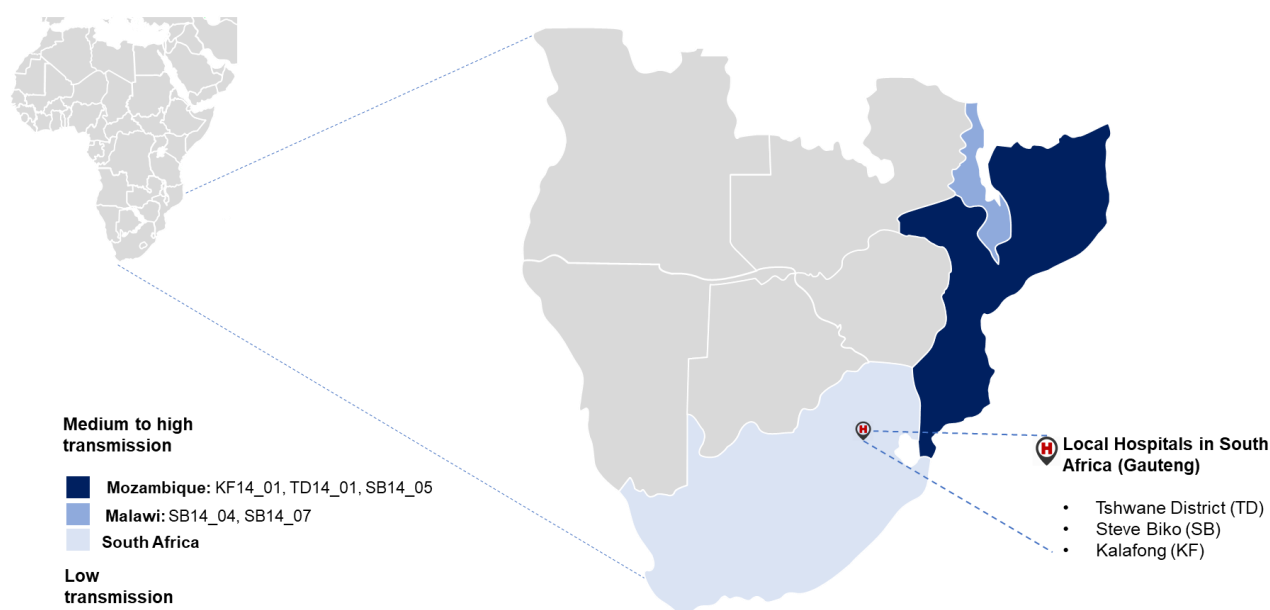 Medium to high
transmission
Mozambique: KF14_01, TD14_01, SB14_05
Malawi: SB14_04, SB14_07
South Africa
Low
transmission
H
H
Local Hospitals in South
Africa (Gauteng)
• Tshwane District (TD)
• Steve Biko (SB)
• Kalafong (KF)